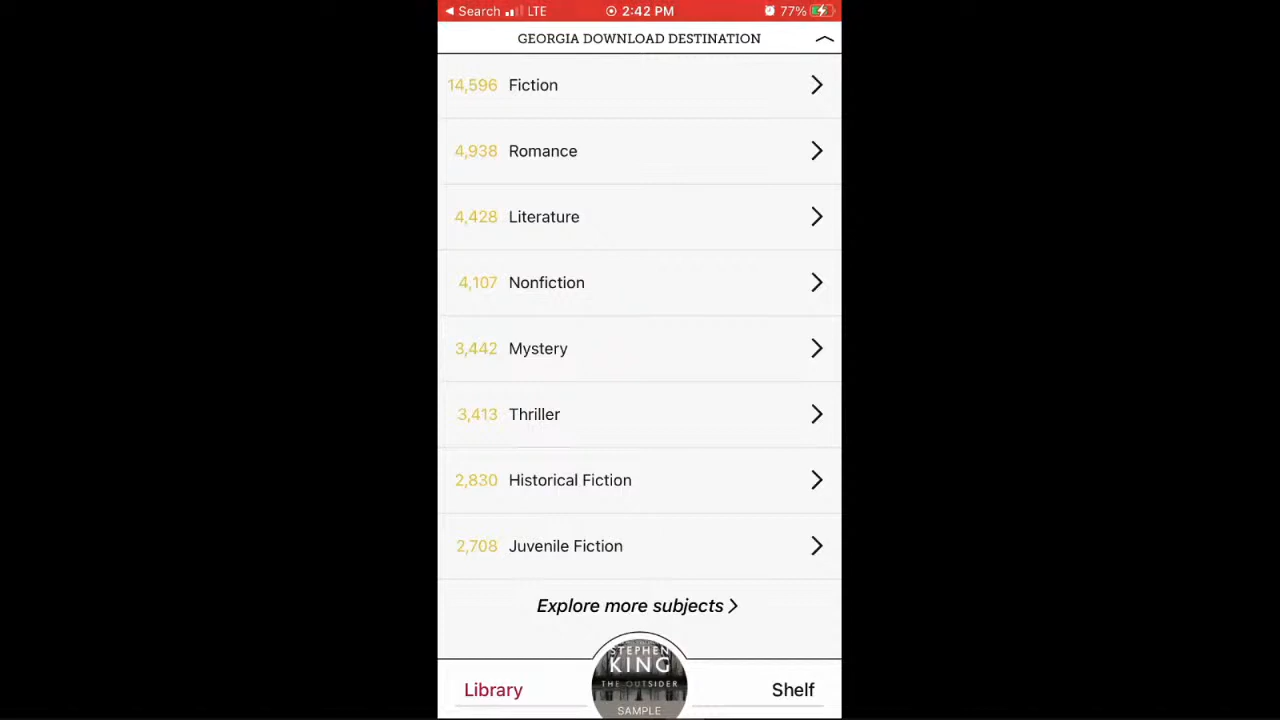 Search LTE 2:42 PM 77%
GEORGIA DOWNLOAD DESTINATION
14,596 Fiction
4,938 Romance
4,428 Literature
4,107 Nonfiction
3,442 Mystery
3,413 Thriller
2,830 Historical Fiction
2,708 Juvenile Fiction
Explore more subjects
STEPHEN
KING
THE OUTSIDER
SAMPLE
Library
Shelf